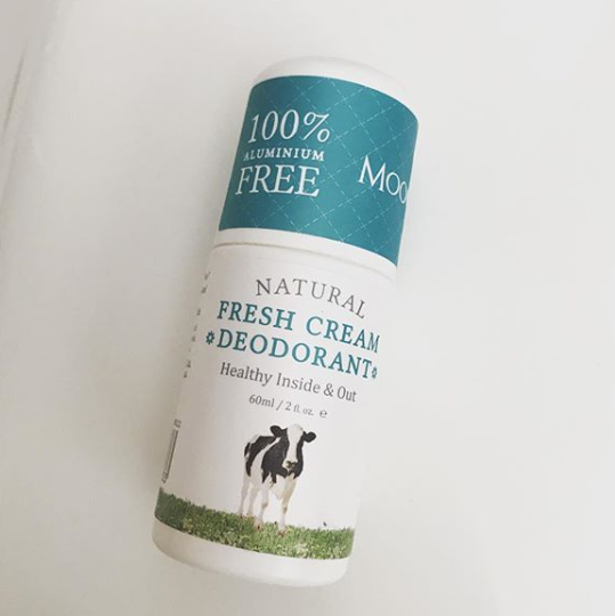 100%
ALUMINIUM
FREE
NATURAL
FRESH CREAM
DEODORANT
Healthy Inside & Out
60ml / 2 fl. oz. e